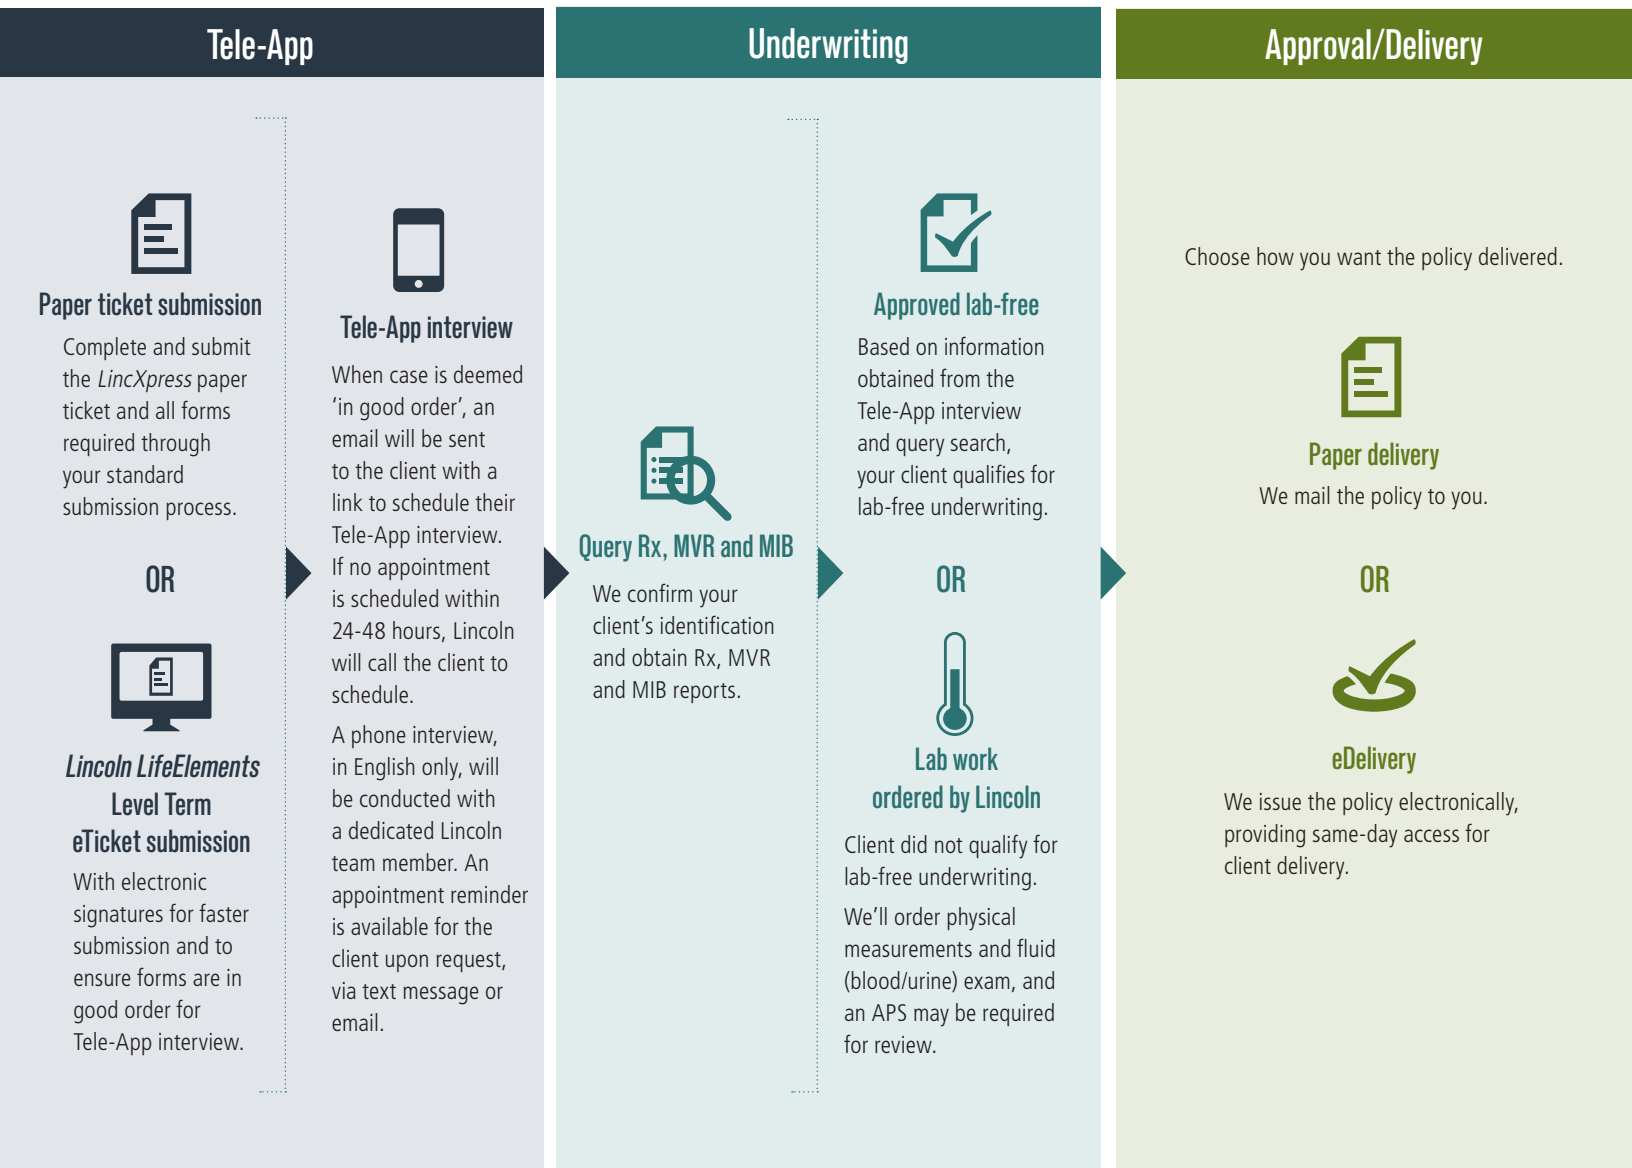 Tele-App
Paper ticket submission
Complete and submit
the LincXpress paper
ticket and all forms
required through
your standard
submission process.
OR
Lincoln LifeElements
Level Term
eTicket submission
With electronic
signatures for faster
submission and to
ensure forms are in
good order for
Tele-App interview.
Tele-App interview
When case is deemed
‘in good order’, an
email will be sent
to the client with a
link to schedule their
Tele-App interview.
If no appointment
is scheduled within
24-48 hours, Lincoln
will call the client to
schedule.
A phone interview,
in English only, will
be conducted with
a dedicated Lincoln
team member. An
appointment reminder
is available for the
client upon request,
via text message or
email.
Underwriting
Query Rx, MVR and MIB
We confirm your
client’s identification
and obtain Rx, MVR
and MIB reports.
Approved lab-free
Based on information
obtained from the
Tele-App interview
and query search,
your client qualifies for
lab-free underwriting.
OR
Lab work
ordered by Lincoln
Client did not qualify for
lab-free underwriting.
We’ll order physical
measurements and fluid
(blood/urine) exam, and
an APS may be required
for review.
Approval/Delivery
Choose how you want the policy delivered.
Paper delivery
We mail the policy to you.
OR
eDelivery
We issue the policy electronically,
providing same-day access for
client delivery.